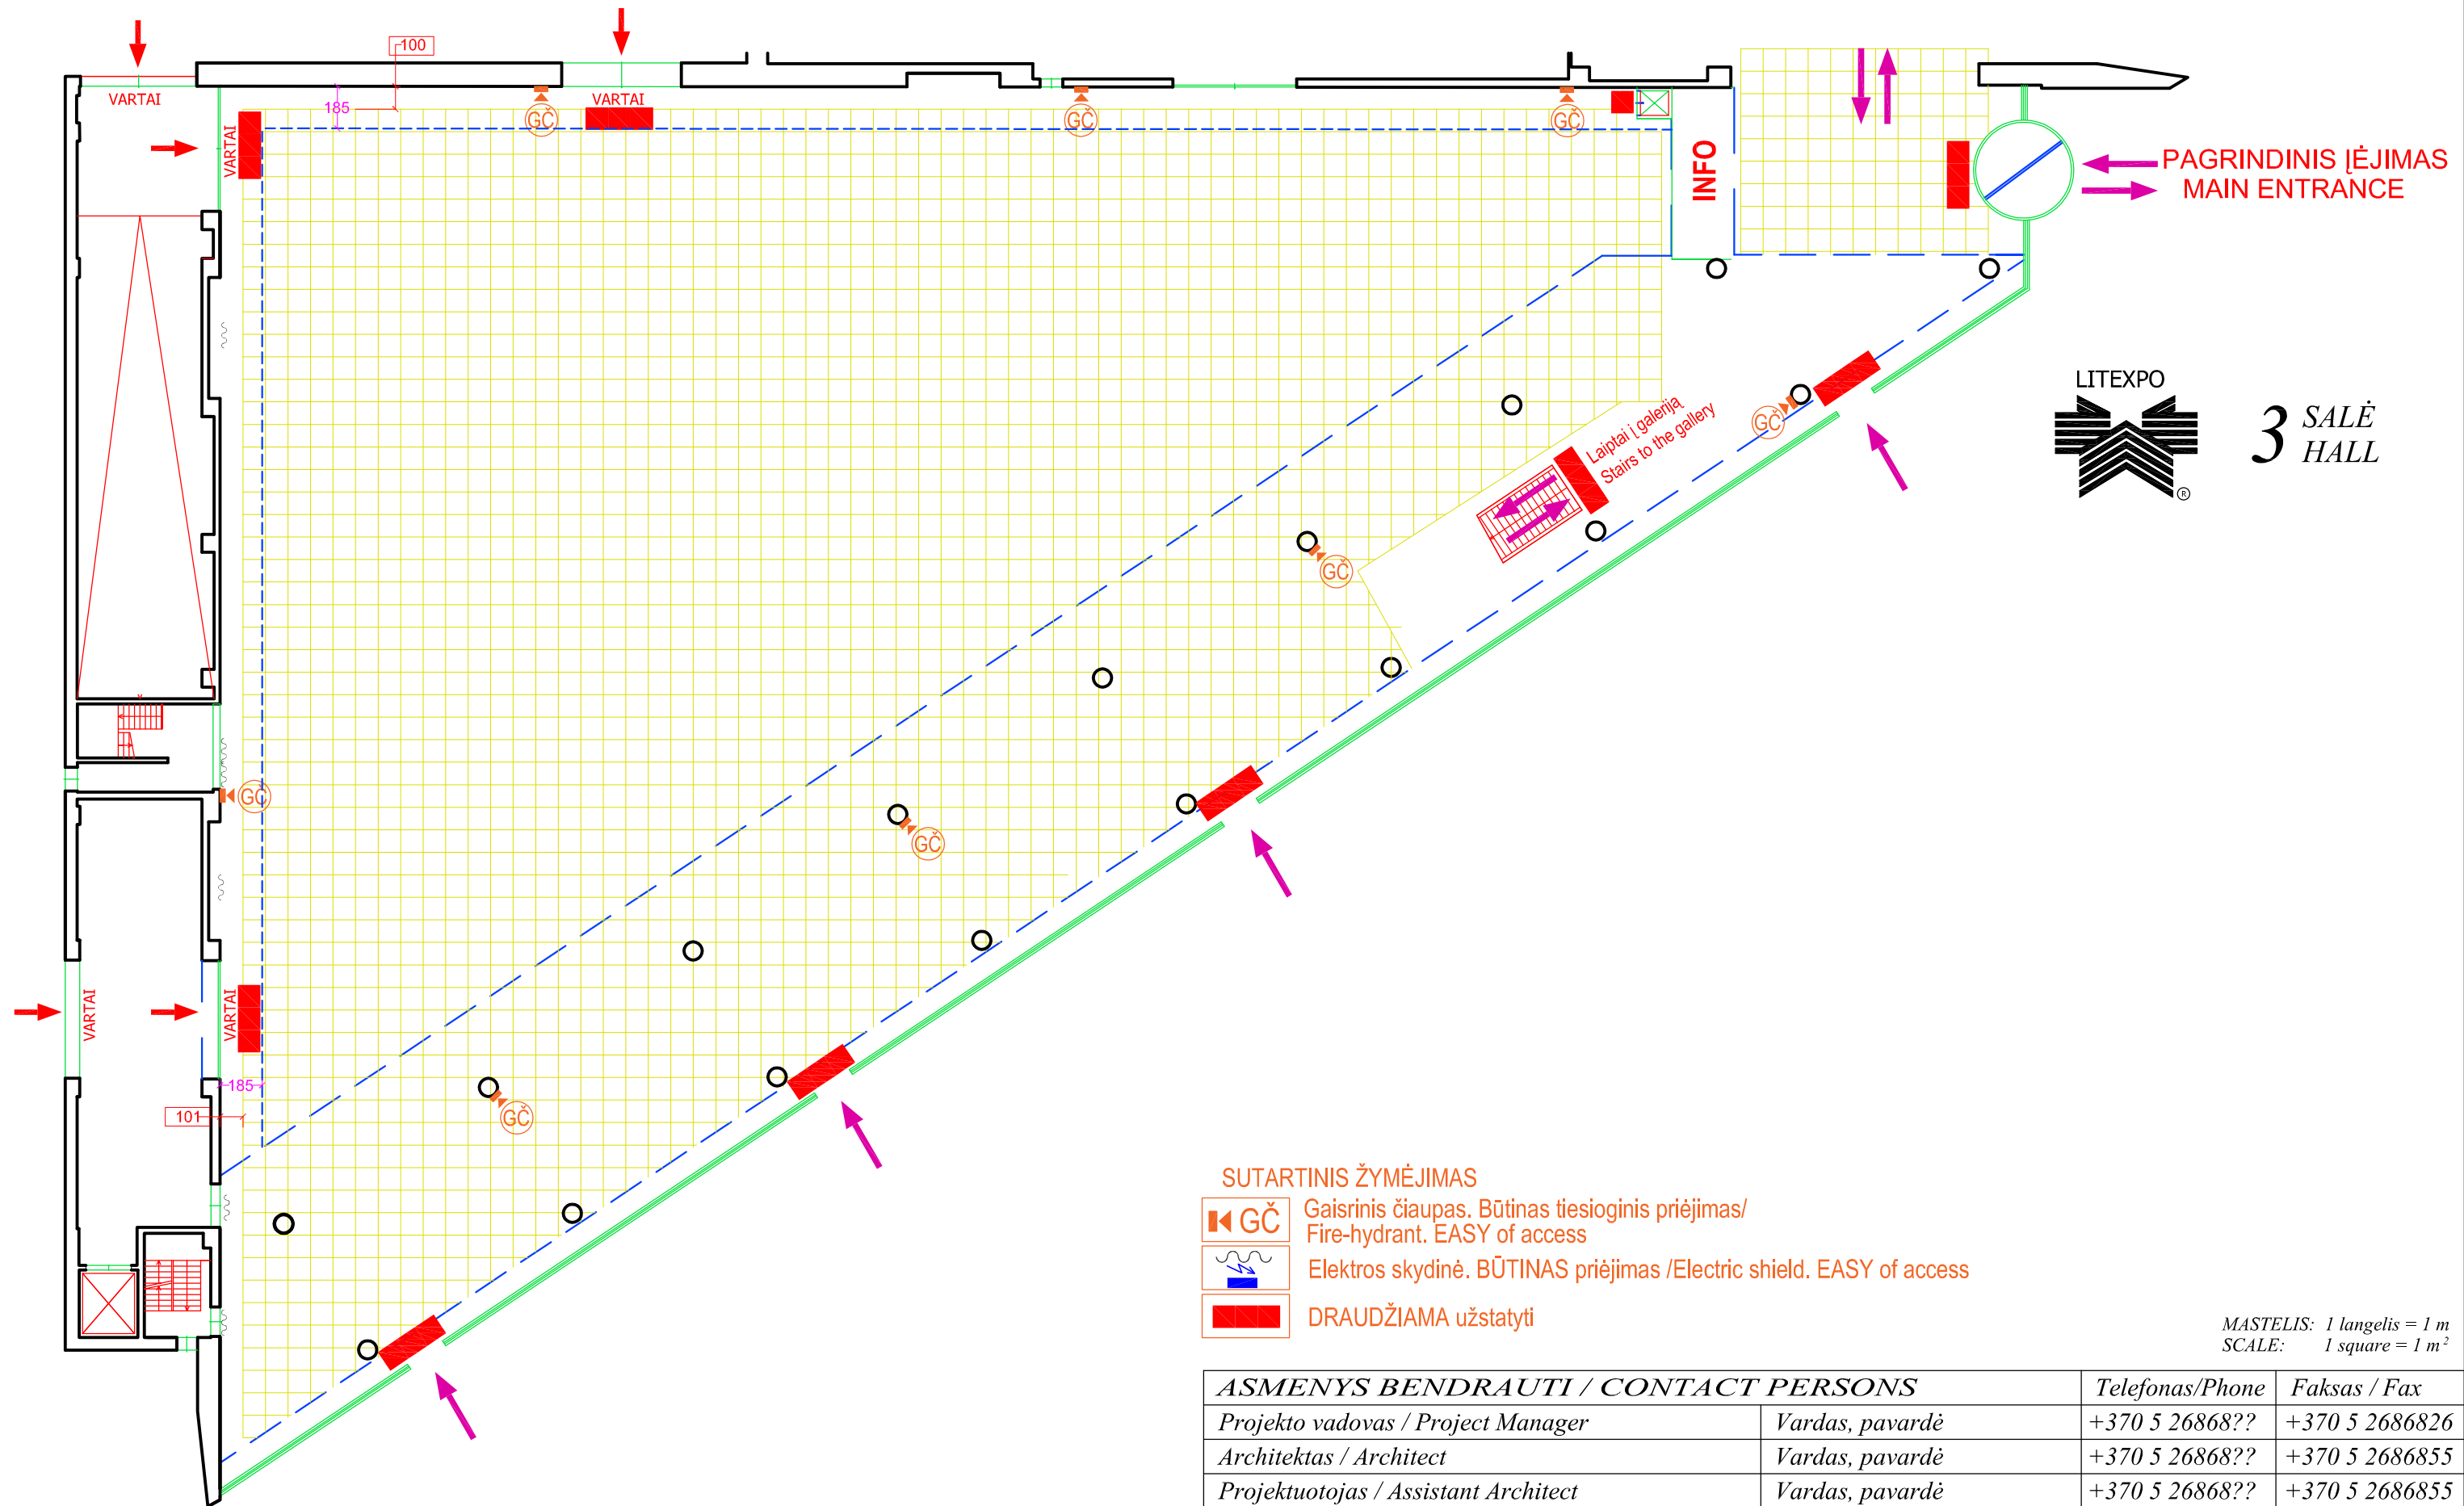 100
VARTAI
185
GČ
VARTAI
GČ
GČ
VARTAI
INFO
PAGRINDINIS ĮĖJIMAS
MAIN ENTRANCE
LITEXPO
®
3 SALĖ
HALL
Laiptai į galeriją
Stairs to the gallery
GČ
GČ
GČ
GČ
GČ
VARTAI
VARTAI
185
101
SUTARTINIS ŽYMĖJIMAS
GČ Gaisrinis čiaupas. Būtinas tiesioginis priėjimas/
Fire-hydrant. EASY of access
Elektros skydinė. BŪTINAS priėjimas /Electric shield. EASY of access
DRAUDŽIAMA užstatyti
MASTELIS: 1 langelis = 1 m
SCALE: 1 square = 1 m²
ASMENYS BENDRAUTI / CONTACT PERSONS Telefonas/Phone Faksas / Fax
Projekto vadovas / Project Manager Vardas, pavardė +370 5 26868?? +370 5 2686826
Architektas / Architect Vardas, pavardė +370 5 26868?? +370 5 2686855
Projektuotojas / Assistant Architect Vardas, pavardė +370 5 26868?? +370 5 2686855